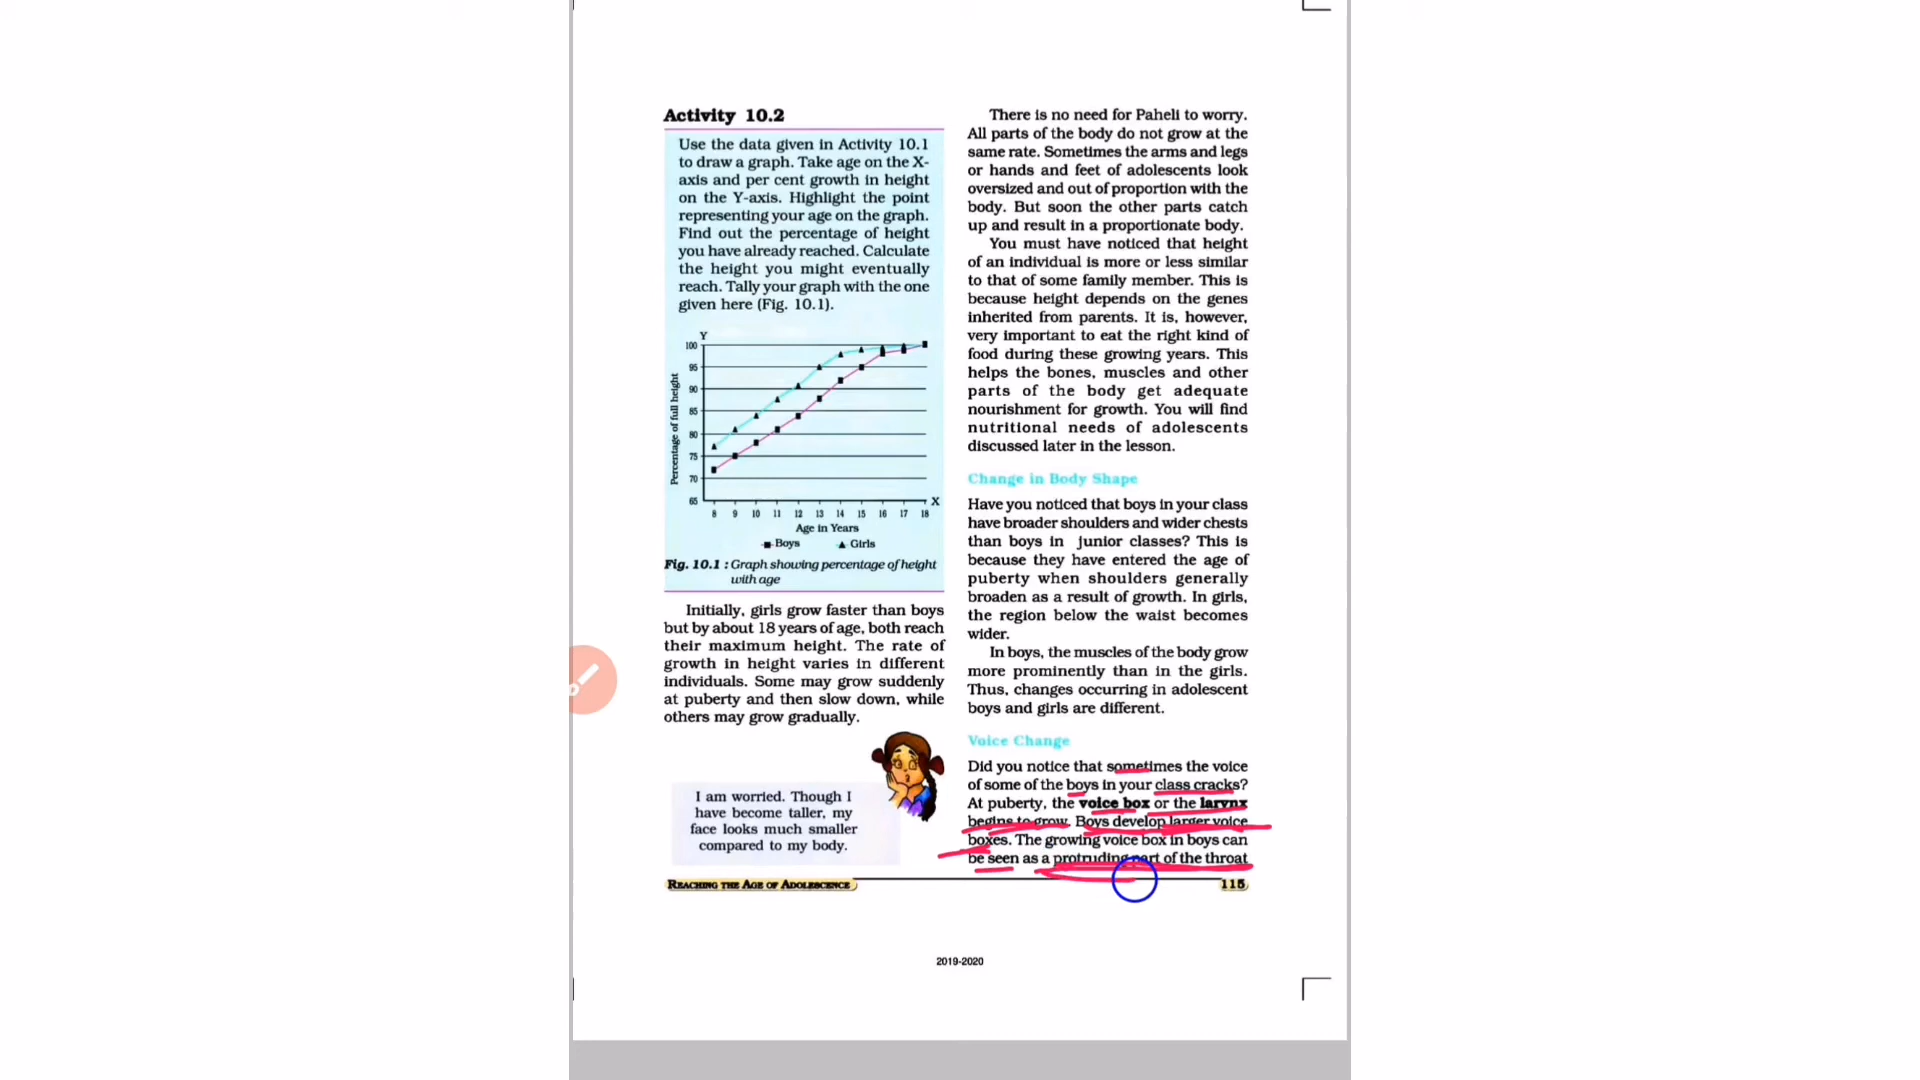 Activity 10.2
Use the data given in Activity 10.1
to draw a graph. Take age on the X-
axis and per cent growth in height
on the Y-axis. Highlight the point
representing your age on the graph.
Find out the percentage of height
you have already reached. Calculate
the height you might eventually
reach. Tally your graph with the one
given here (Fig. 10.1).
Y
100
95
90
85
80
75
70
65
Percentage of full height
X
8 9 10 11 12 13 14 15 16 17 18
Age in Years
Boys Girls
Fig. 10.1 : Graph showing percentage of height
with age
Initially, girls grow faster than boys
but by about 18 years of age, both reach
their maximum height. The rate of
growth in height varies in different
individuals. Some may grow suddenly
at puberty and then slow down, while
others may grow gradually.
I am worried. Though I
have become taller, my
face looks much smaller
compared to my body.
There is no need for Paheli to worry.
All parts of the body do not grow at the
same rate. Sometimes the arms and legs
or hands and feet of adolescents look
oversized and out of proportion with the
body. But soon the other parts catch
up and result in a proportionate body.
You must have noticed that height
of an individual is more or less similar
to that of some family member. This is
because height depends on the genes
inherited from parents. It is, however,
very important to eat the right kind of
food during these growing years. This
helps the bones, muscles and other
parts of the body get adequate
nourishment for growth. You will find
nutritional needs of adolescents
discussed later in the lesson.
Change in Body Shape
Have you noticed that boys in your class
have broader shoulders and wider chests
than boys in junior classes? This is
because they have entered the age of
puberty when shoulders generally
broaden as a result of growth. In girls,
the region below the waist becomes
wider.
In boys, the muscles of the body grow
more prominently than in the girls.
Thus, changes occurring in adolescent
boys and girls are different.
Voice Change
Did you notice that sometimes the voice
of some of the boys in your class cracks?
At puberty, the voice box or the larynx
begins to grow. Boys develop larger voice
boxes. The growing voice box in boys can
be seen as a protruding part of the throat
REACHING THE AGE OF ADOLESCENCE
115
2019-2020